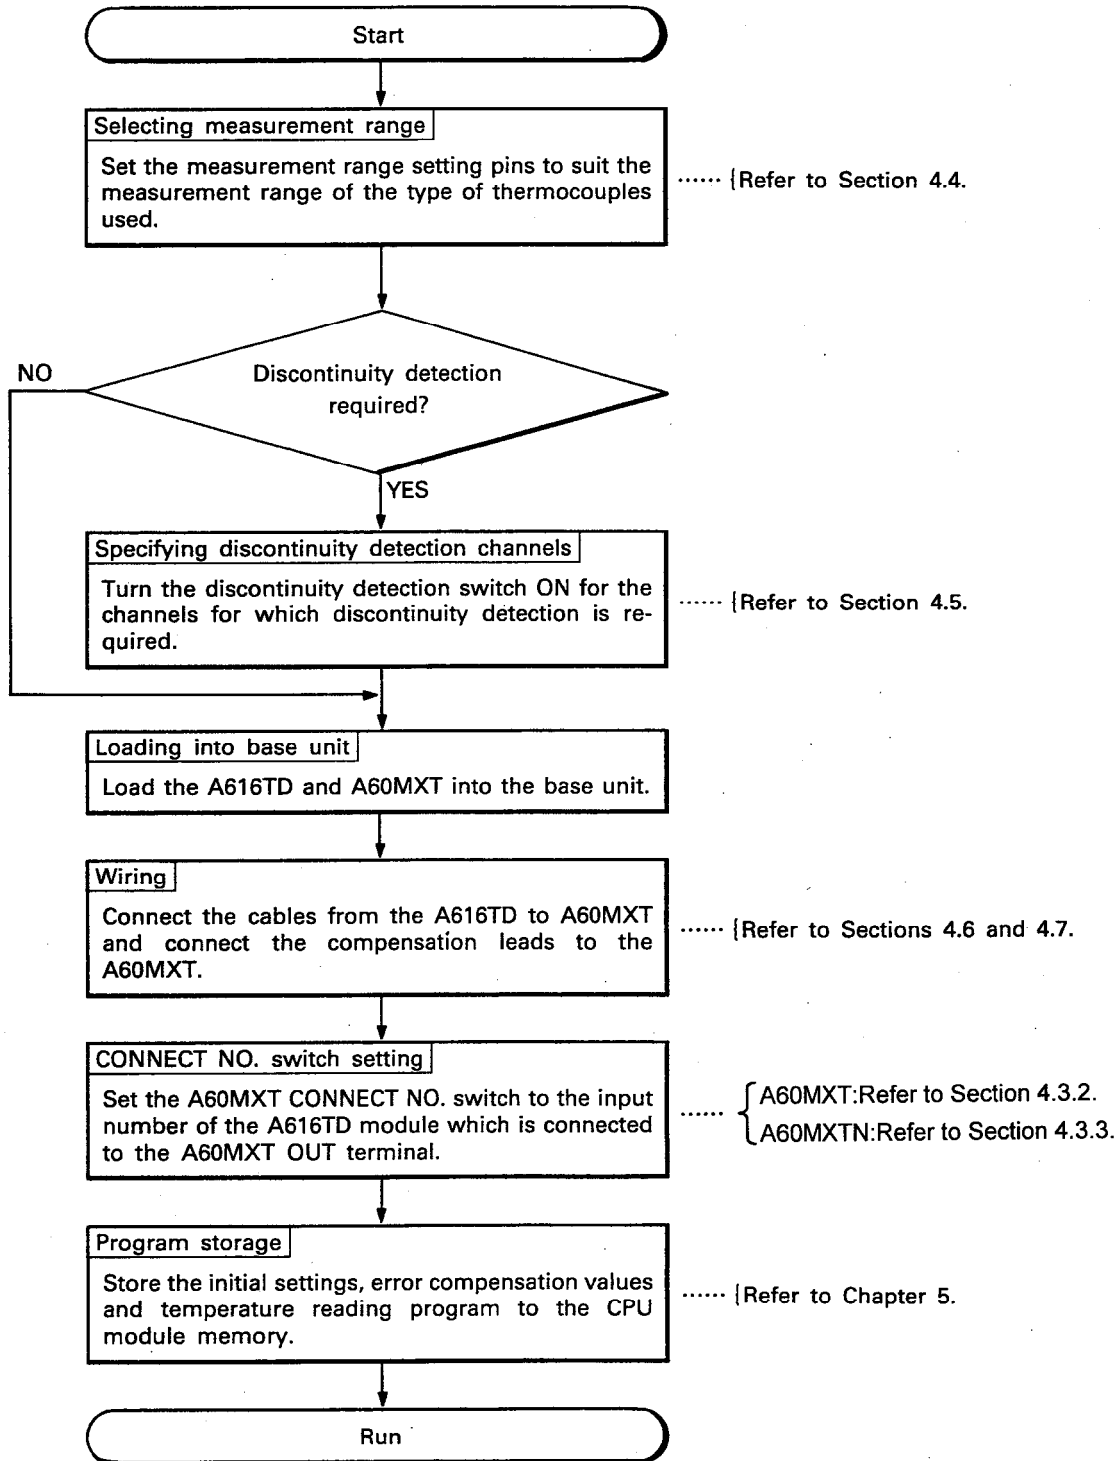 Start
Selecting measurement range
Set the measurement range setting pins to suit the
measurement range of the type of thermocouples
used.
...... {Refer to Section 4.4.
NO
Discontinuity detection
required?
YES
Specifying discontinuity detection channels
Turn the discontinuity detection switch ON for the
channels for which discontinuity detection is re-
quired.
...... {Refer to Section 4.5.
Loading into base unit
Load the A616TD and A60MXT into the base unit.
Wiring
Connect the cables from the A616TD to A60MXT
and connect the compensation leads to the
A60MXT.
...... {Refer to Sections 4.6 and 4.7.
CONNECT NO. switch setting
Set the A60MXT CONNECT NO. switch to the input
number of the A616TD module which is connected
to the A60MXT OUT terminal.
...... { A60MXT:Refer to Section 4.3.2.
A60MXTN:Refer to Section 4.3.3.
Program storage
Store the initial settings, error compensation values
and temperature reading program to the CPU
module memory.
...... {Refer to Chapter 5.
Run